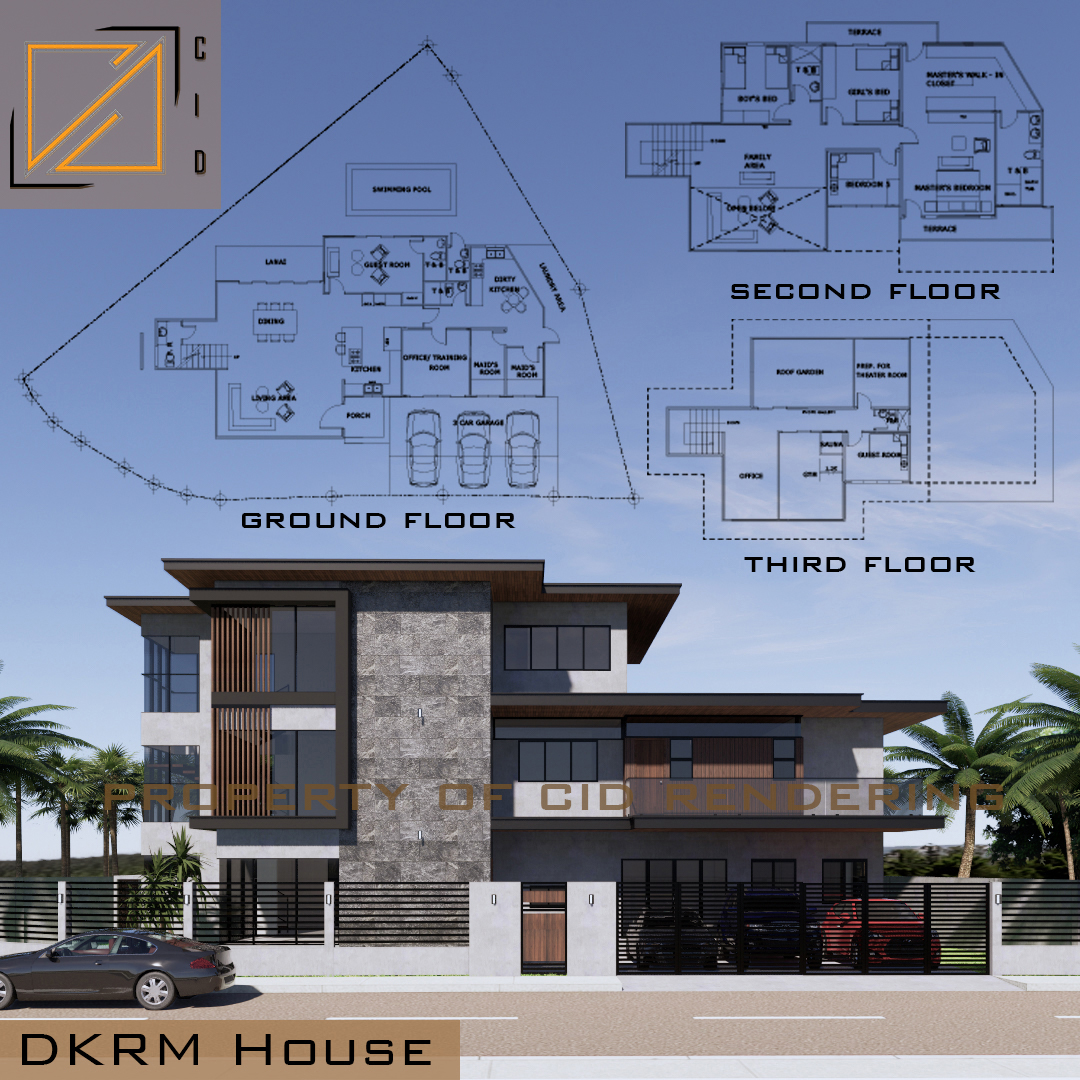 CID
TERRACE
BOY'S BED
T & B
GIRL'S BED
MASTER'S WALK - IN
CLOSET
FAMILY
AREA
UP
BEDROOM 3
MASTER'S BEDROOM
T & B
OPEN BELOW
TERRACE
SECOND FLOOR
SWIMMING POOL
LANAI
GUEST ROOM
T & B
T & B
T & B
DIRTY
KITCHEN
LAUNDRY AREA
DINING
UP
KITCHEN
OFFICE/ TRAINING
ROOM
MAID'S
ROOM
MAID'S
ROOM
LIVING AREA
PORCH
3 CAR GARAGE
GROUND FLOOR
ROOF GARDEN
PREP. FOR
THEATER ROOM
T&B
SAUNA
GUEST ROOM
OFFICE
GYM
THIRD FLOOR
PROPERTY OF CID RENDERING
DKRM House